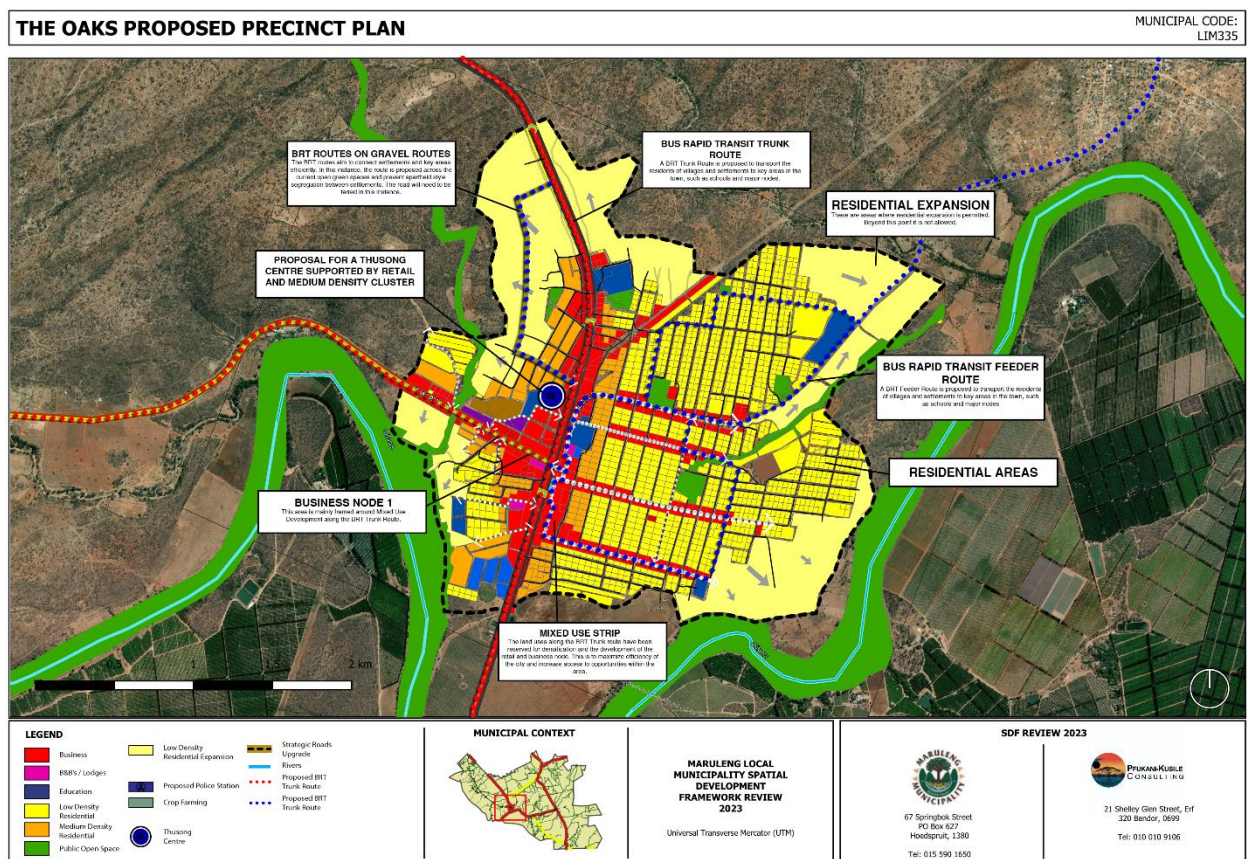 THE OAKS PROPOSED PRECINCT PLAN
MUNICIPAL CODE:
LIM335
BRT ROUTES ON GRAVEL ROUTES
The BRT routes aim to connect settlements and key areas
efficiently. In this instance, the route is proposed across the
current open green spaces and prevent apartheid style
segregation between settlements. The road will need to be
tarred in this instance.
BUS RAPID TRANSIT TRUNK
ROUTE
A BRT Trunk Route is proposed to transport the
residents of villages and settlements to key areas in the
town, such as schools and major nodes.
RESIDENTIAL EXPANSION
These are areas where residential expansion is permitted.
Beyond this point it is not allowed.
PROPOSAL FOR A THUSONG
CENTRE SUPPORTED BY RETAIL
AND MEDIUM DENSITY CLUSTER
BUS RAPID TRANSIT FEEDER
ROUTE
A BRT Feeder Route is proposed to transport the residents
of villages and settlements to key areas in the town, such
as schools and major nodes
RESIDENTIAL AREAS
BUSINESS NODE 1
This area is mainly framed around Mixed Use
Development along the BRT Trunk Route.
MIXED USE STRIP
The land uses along the BRT Trunk route have been
reserved for densification and the development of the
retail and business node. This is to maximize efficiency of
the city and increase access to opportunities within the
area.
2 km
LEGEND
Business
B&B's / Lodges
Education
Low Density
Residential
Medium Density
Residential
Public Open Space
Low Density
Residential Expansion
Proposed Police Station
Crop Farming
Thusong
Centre
Strategic Roads
Upgrade
Rivers
Proposed BRT
Trunk Route
Proposed BRT
Trunk Route
MUNICIPAL CONTEXT
MARULENG LOCAL
MUNICIPALITY SPATIAL
DEVELOPMENT
FRAMEWORK REVIEW
2023
Universal Transverse Mercator (UTM)
SDF REVIEW 2023
MARULENG
MUNICIPALITY
67 Springbok Street
PO Box 627
Hoedspruit, 1380
Tel: 015 590 1650
PFUKANI-KUSILE
CONSULTING
21 Shelley Glen Street, Erf
320 Bendor, 0699
Tel: 010 010 9106